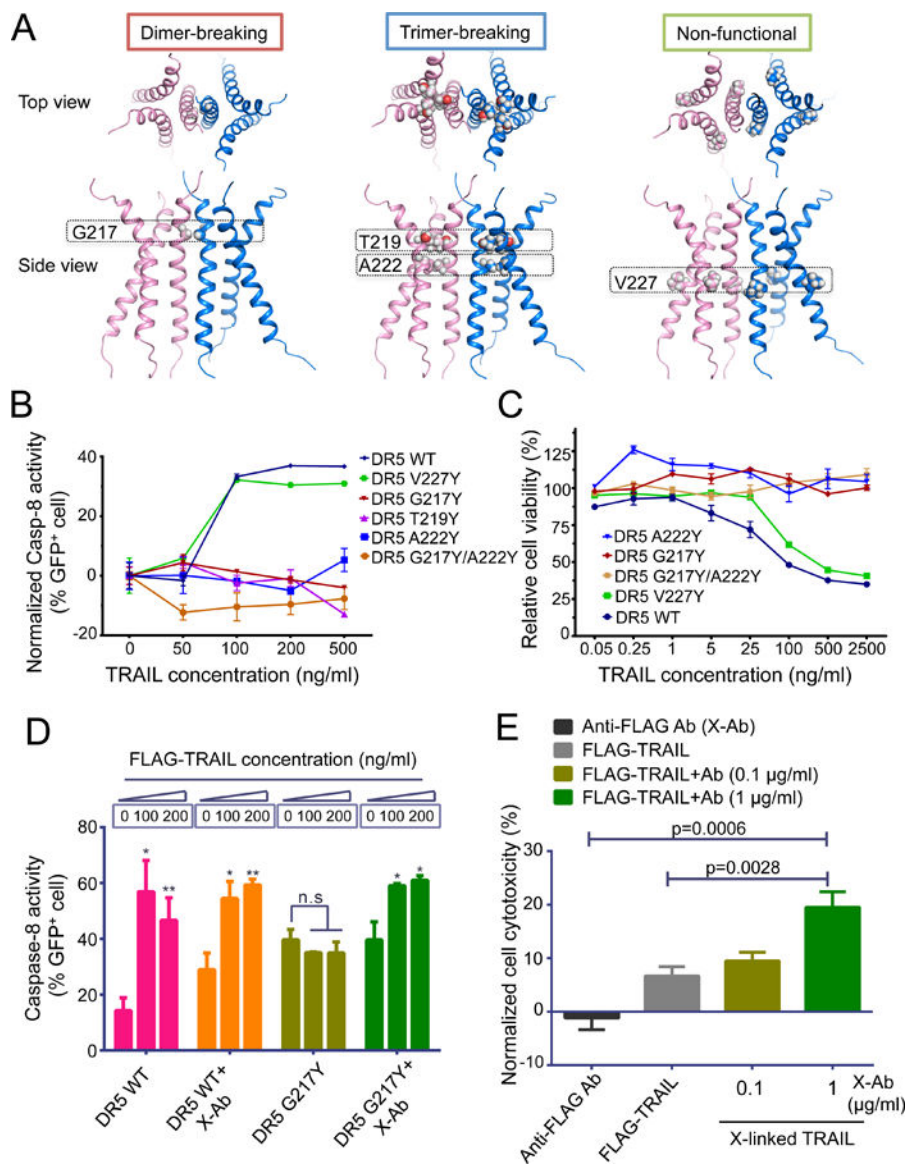 A
Dimer-breaking
Trimer-breaking
Non-functional
Top view
G217
T219
A222
V227
Side view
B
Normalized Casp-8 activity
(% GFP+ cell)
40
20
0
-20
0 50 100 200 500
TRAIL concentration (ng/ml)
DR5 WT
DR5 V227Y
DR5 G217Y
DR5 T219Y
DR5 A222Y
DR5 G217Y/A222Y
C
Relative cell viability (%)
125
100
75
50
25
0
DR5 A222Y
DR5 G217Y
DR5 G217Y/A222Y
DR5 V227Y
DR5 WT
0.05 0.25 1 5 25 100 500 2500
TRAIL concentration (ng/ml)
D
FLAG-TRAIL concentration (ng/ml)
0 100 200 0 100 200 0 100 200 0 100 200
Caspase-8 activity
(% GFP+ cell)
80
60
40
20
0
* ** * ** n.s * *
DR5 WT
DR5 WT+
X-Ab
DR5 G217Y
DR5 G217Y+
X-Ab
E
Anti-FLAG Ab (X-Ab)
FLAG-TRAIL
FLAG-TRAIL+Ab (0.1 µg/ml)
FLAG-TRAIL+Ab (1 µg/ml)
Normalized cell cytotoxicity (%)
30
20
10
0
-10
p=0.0006
p=0.0028
Anti-FLAG Ab
FLAG-TRAIL
0.1 1 X-Ab
(µg/ml)
X-linked TRAIL